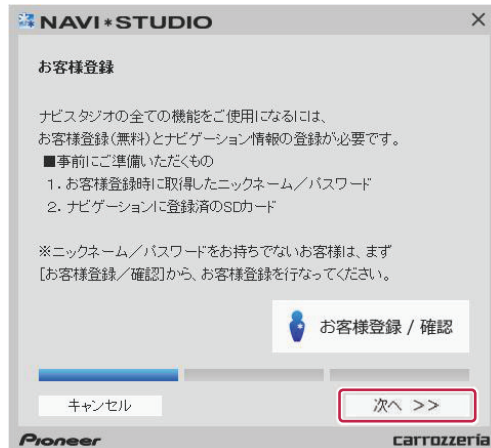 NAVI*STUDIO
お客様登録
ナビスタジオの全ての機能をご使用になるには、
お客様登録(無料)とナビゲーション情報の登録が必要です。
■事前にご準備いただくもの
1. お客様登録時に取得したニックネーム／パスワード
2. ナビゲーションに登録済のSDカード
※ニックネーム／パスワードをお持ちでないお客様は、まず
[お客様登録／確認]から、お客様登録を行なってください。
お客様登録 / 確認
キャンセル
次へ >>
Pioneer
carrozzeria